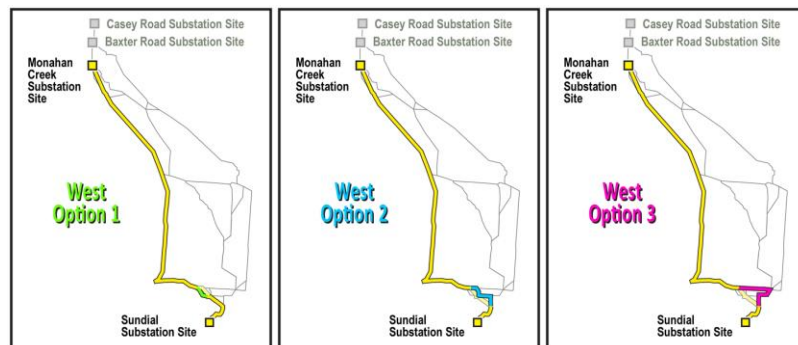 Casey Road Substation Site
Baxter Road Substation Site
Monahan
Creek
Substation
Site
West
Option 1
Sundial
Substation Site
Casey Road Substation Site
Baxter Road Substation Site
Monahan
Creek
Substation
Site
West
Option 2
Sundial
Substation Site
Casey Road Substation Site
Baxter Road Substation Site
Monahan
Creek
Substation
Site
West
Option 3
Sundial
Substation Site